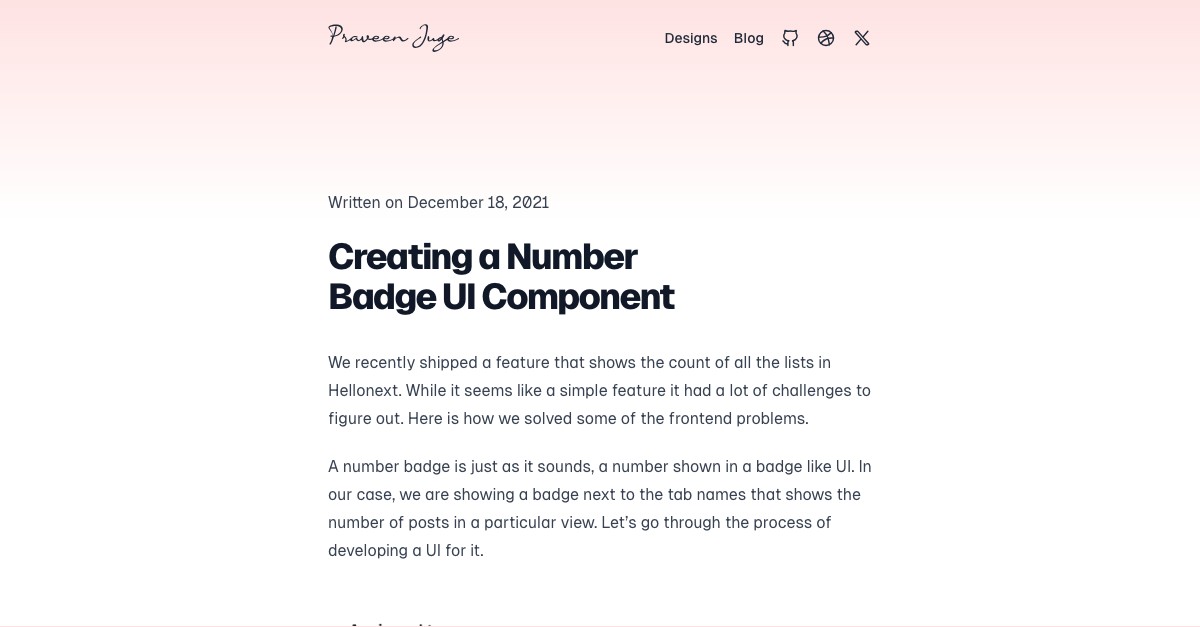 Praveen Juge
Designs Blog
Written on December 18, 2021
Creating a Number
Badge UI Component
We recently shipped a feature that shows the count of all the lists in
Hellonext. While it seems like a simple feature it had a lot of challenges to
figure out. Here is how we solved some of the frontend problems.
A number badge is just as it sounds, a number shown in a badge like UI. In
our case, we are showing a badge next to the tab names that shows the
number of posts in a particular view. Let’s go through the process of
developing a UI for it.